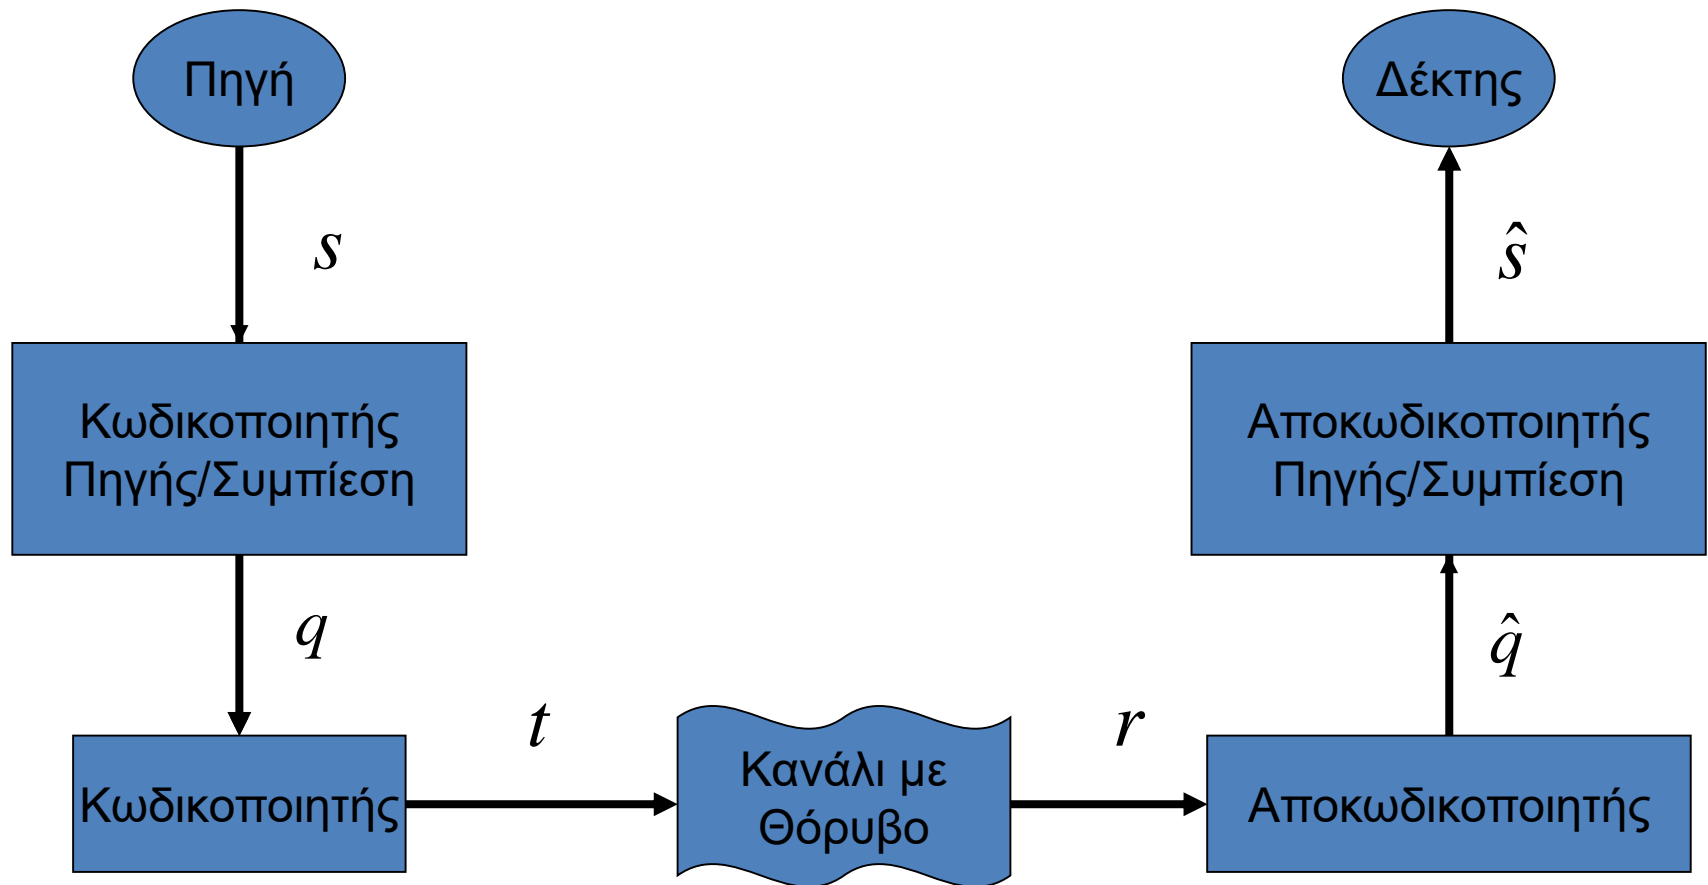 Πηγή
Δέκτης
s
ŝ
Κωδικοποιητής
Πηγής/Συμπίεση
Αποκωδικοποιητής
Πηγής/Συμπίεση
q
q̂
t
r
Κωδικοποιητής
Κανάλι με
Θόρυβο
Αποκωδικοποιητής